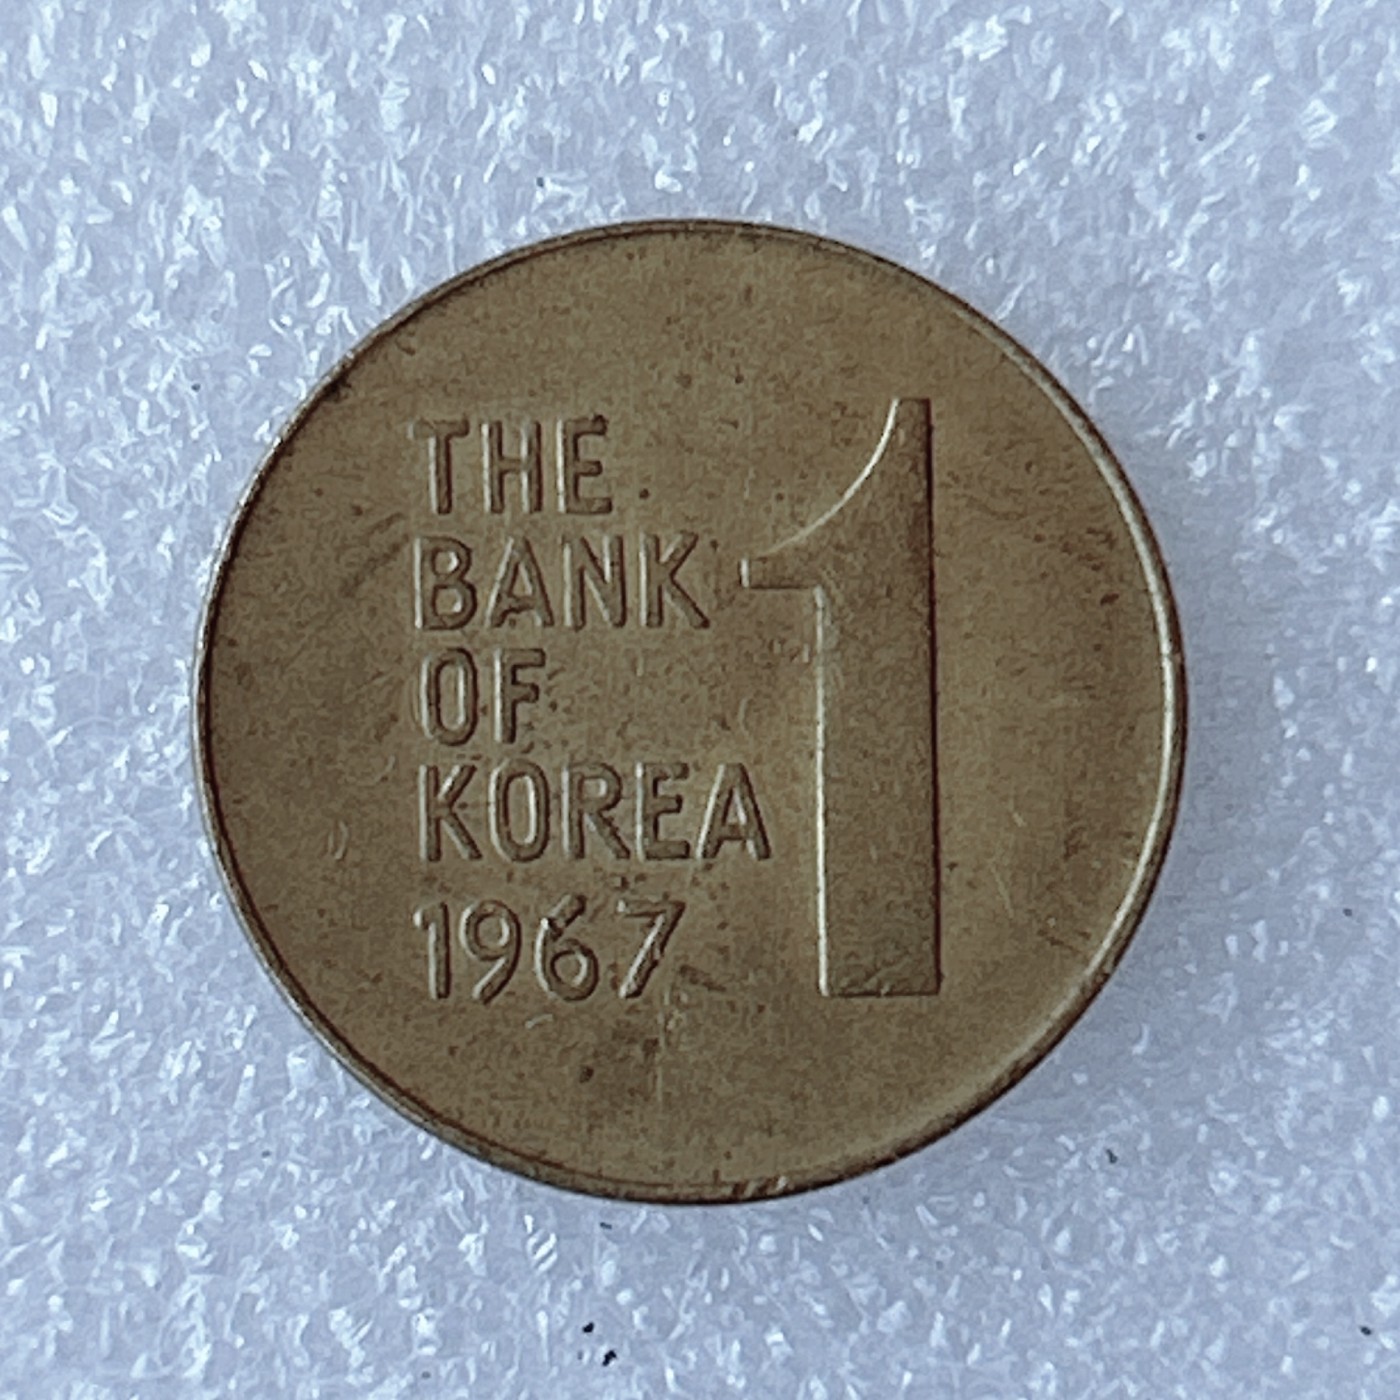 THE
BANK
OF
KOREA
1967
1